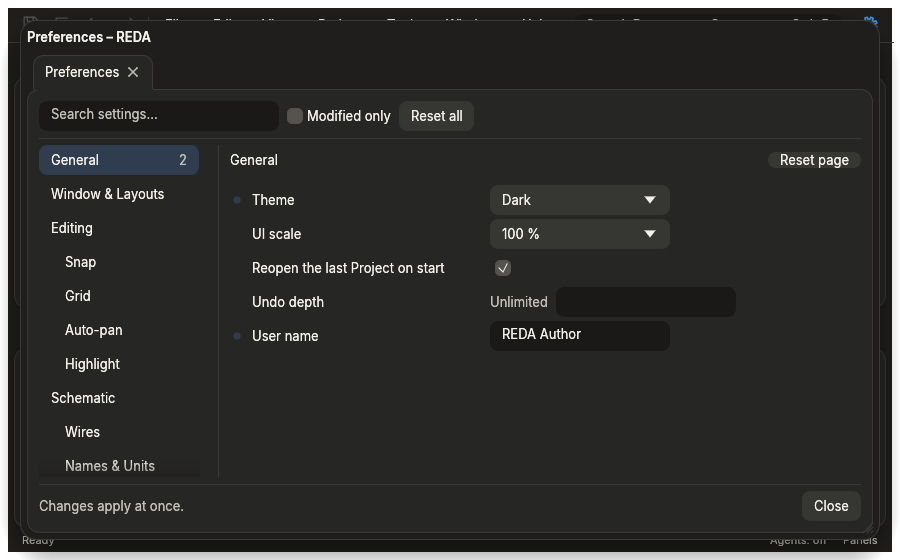 Preferences – REDA
Preferences
Search settings...
Modified only
Reset all
General 2
Window & Layouts
Editing
Snap
Grid
Auto-pan
Highlight
Schematic
Wires
Names & Units
General
Reset page
Theme
Dark
UI scale
100 %
Reopen the last Project on start
Undo depth
Unlimited
User name
REDA Author
Changes apply at once.
Close
Ready
Agents: off
Panels